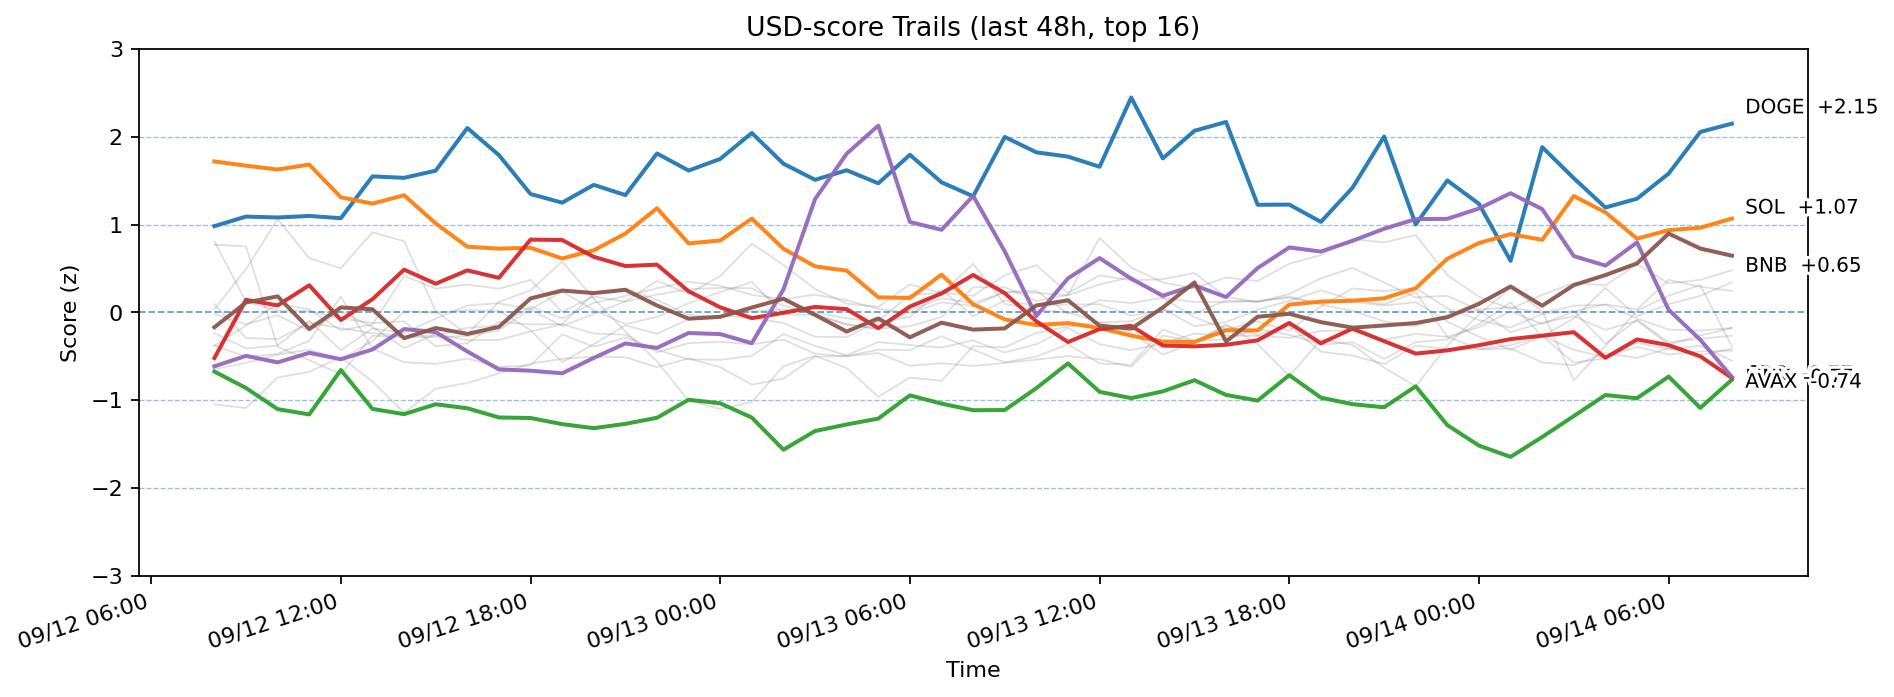 USD-score Trails (last 48h, top 16)
3
2
1
0
−1
−2
−3
Score (z)
DOGE +2.15
SOL +1.07
BNB +0.65
AVAX -0.74
09/12 06:00
09/12 12:00
09/12 18:00
09/13 00:00
09/13 06:00
09/13 12:00
09/13 18:00
09/14 00:00
09/14 06:00
Time